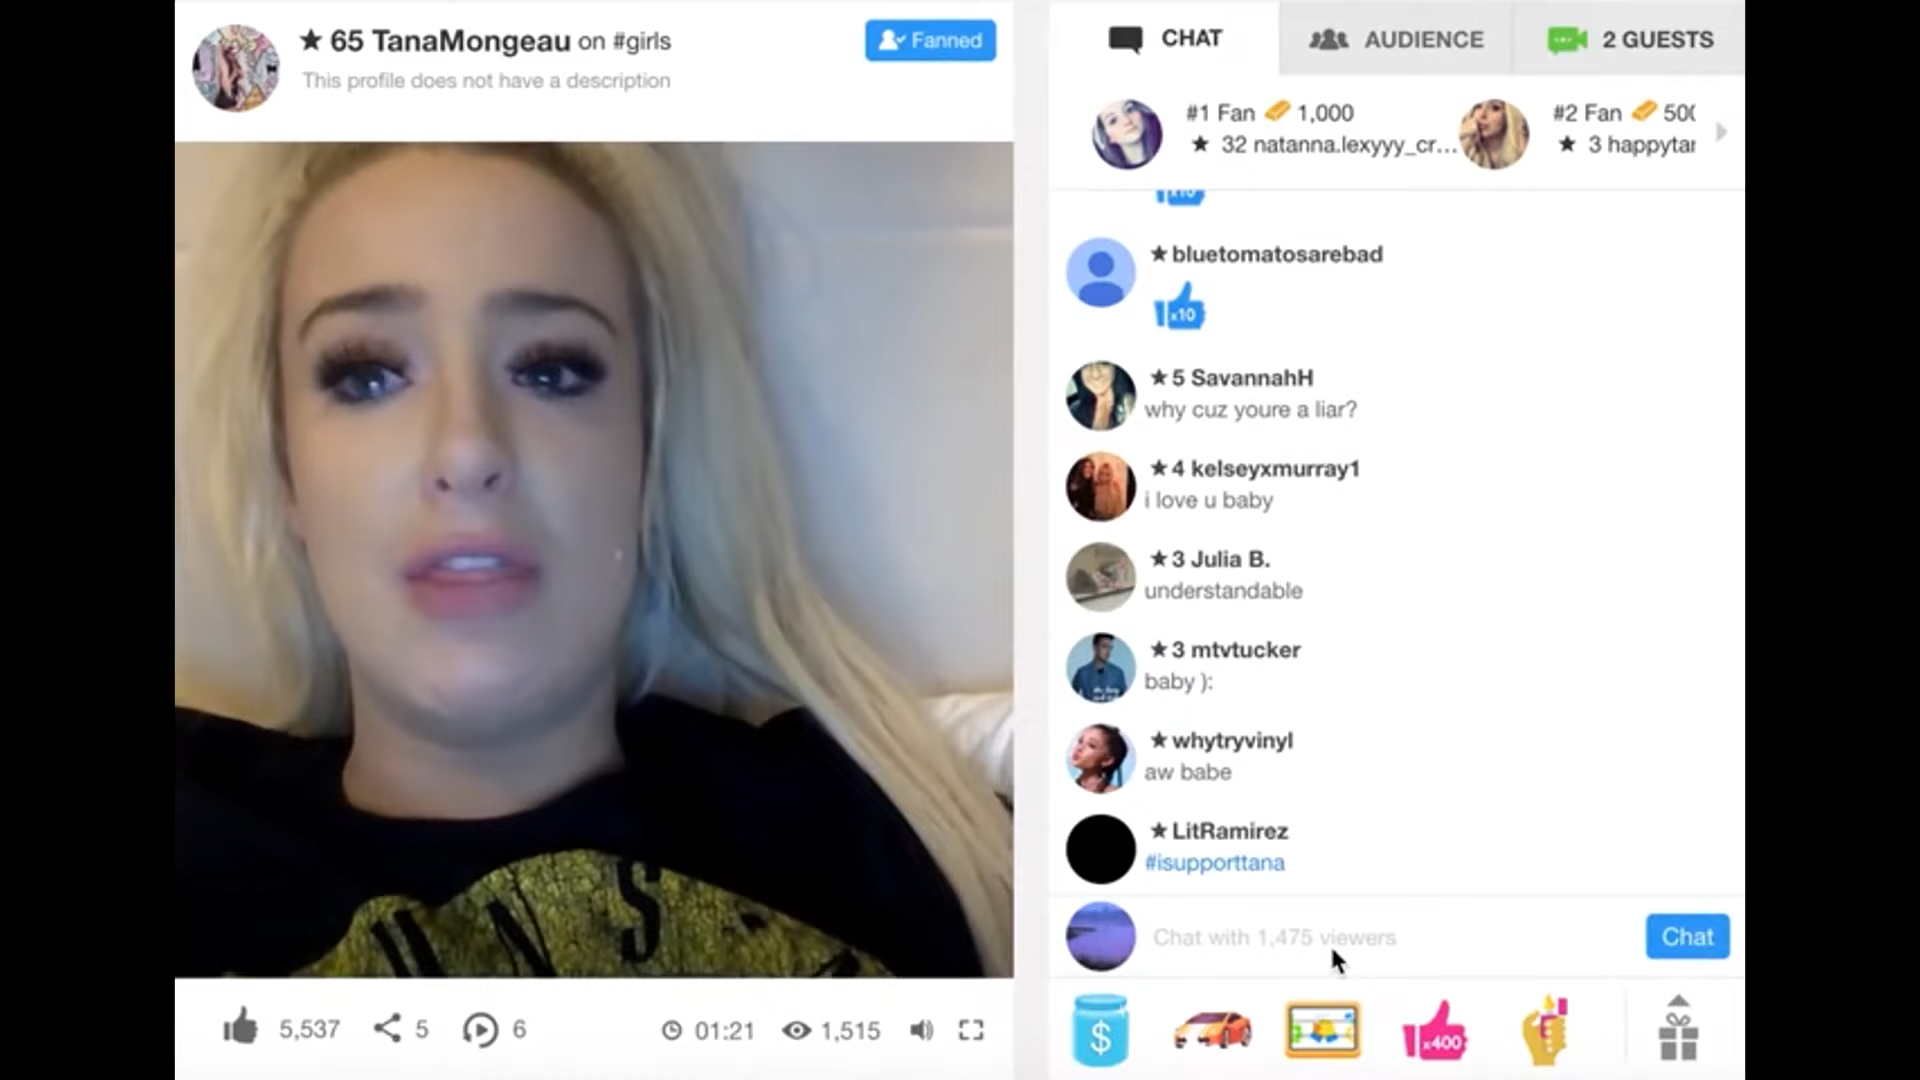 ★ 65 TanaMongeau on #girls
Fanned
This profile does not have a description
CHAT
AUDIENCE
2 GUESTS
#1 Fan 1,000
★ 32 natanna.lexyyy_cr...
#2 Fan 500
★ 3 happytar
x10
★ bluetomatosarebad
x10
★ 5 SavannahH
why cuz youre a liar?
★ 4 kelseyxmurray1
i love u baby
★ 3 Julia B.
understandable
★ 3 mtvtucker
baby ):
★ whytryvinyl
aw babe
★ LitRamirez
#isupporttana
Chat with 1,475 viewers
Chat
5,537
5
6
01:21
1,515
$
x400